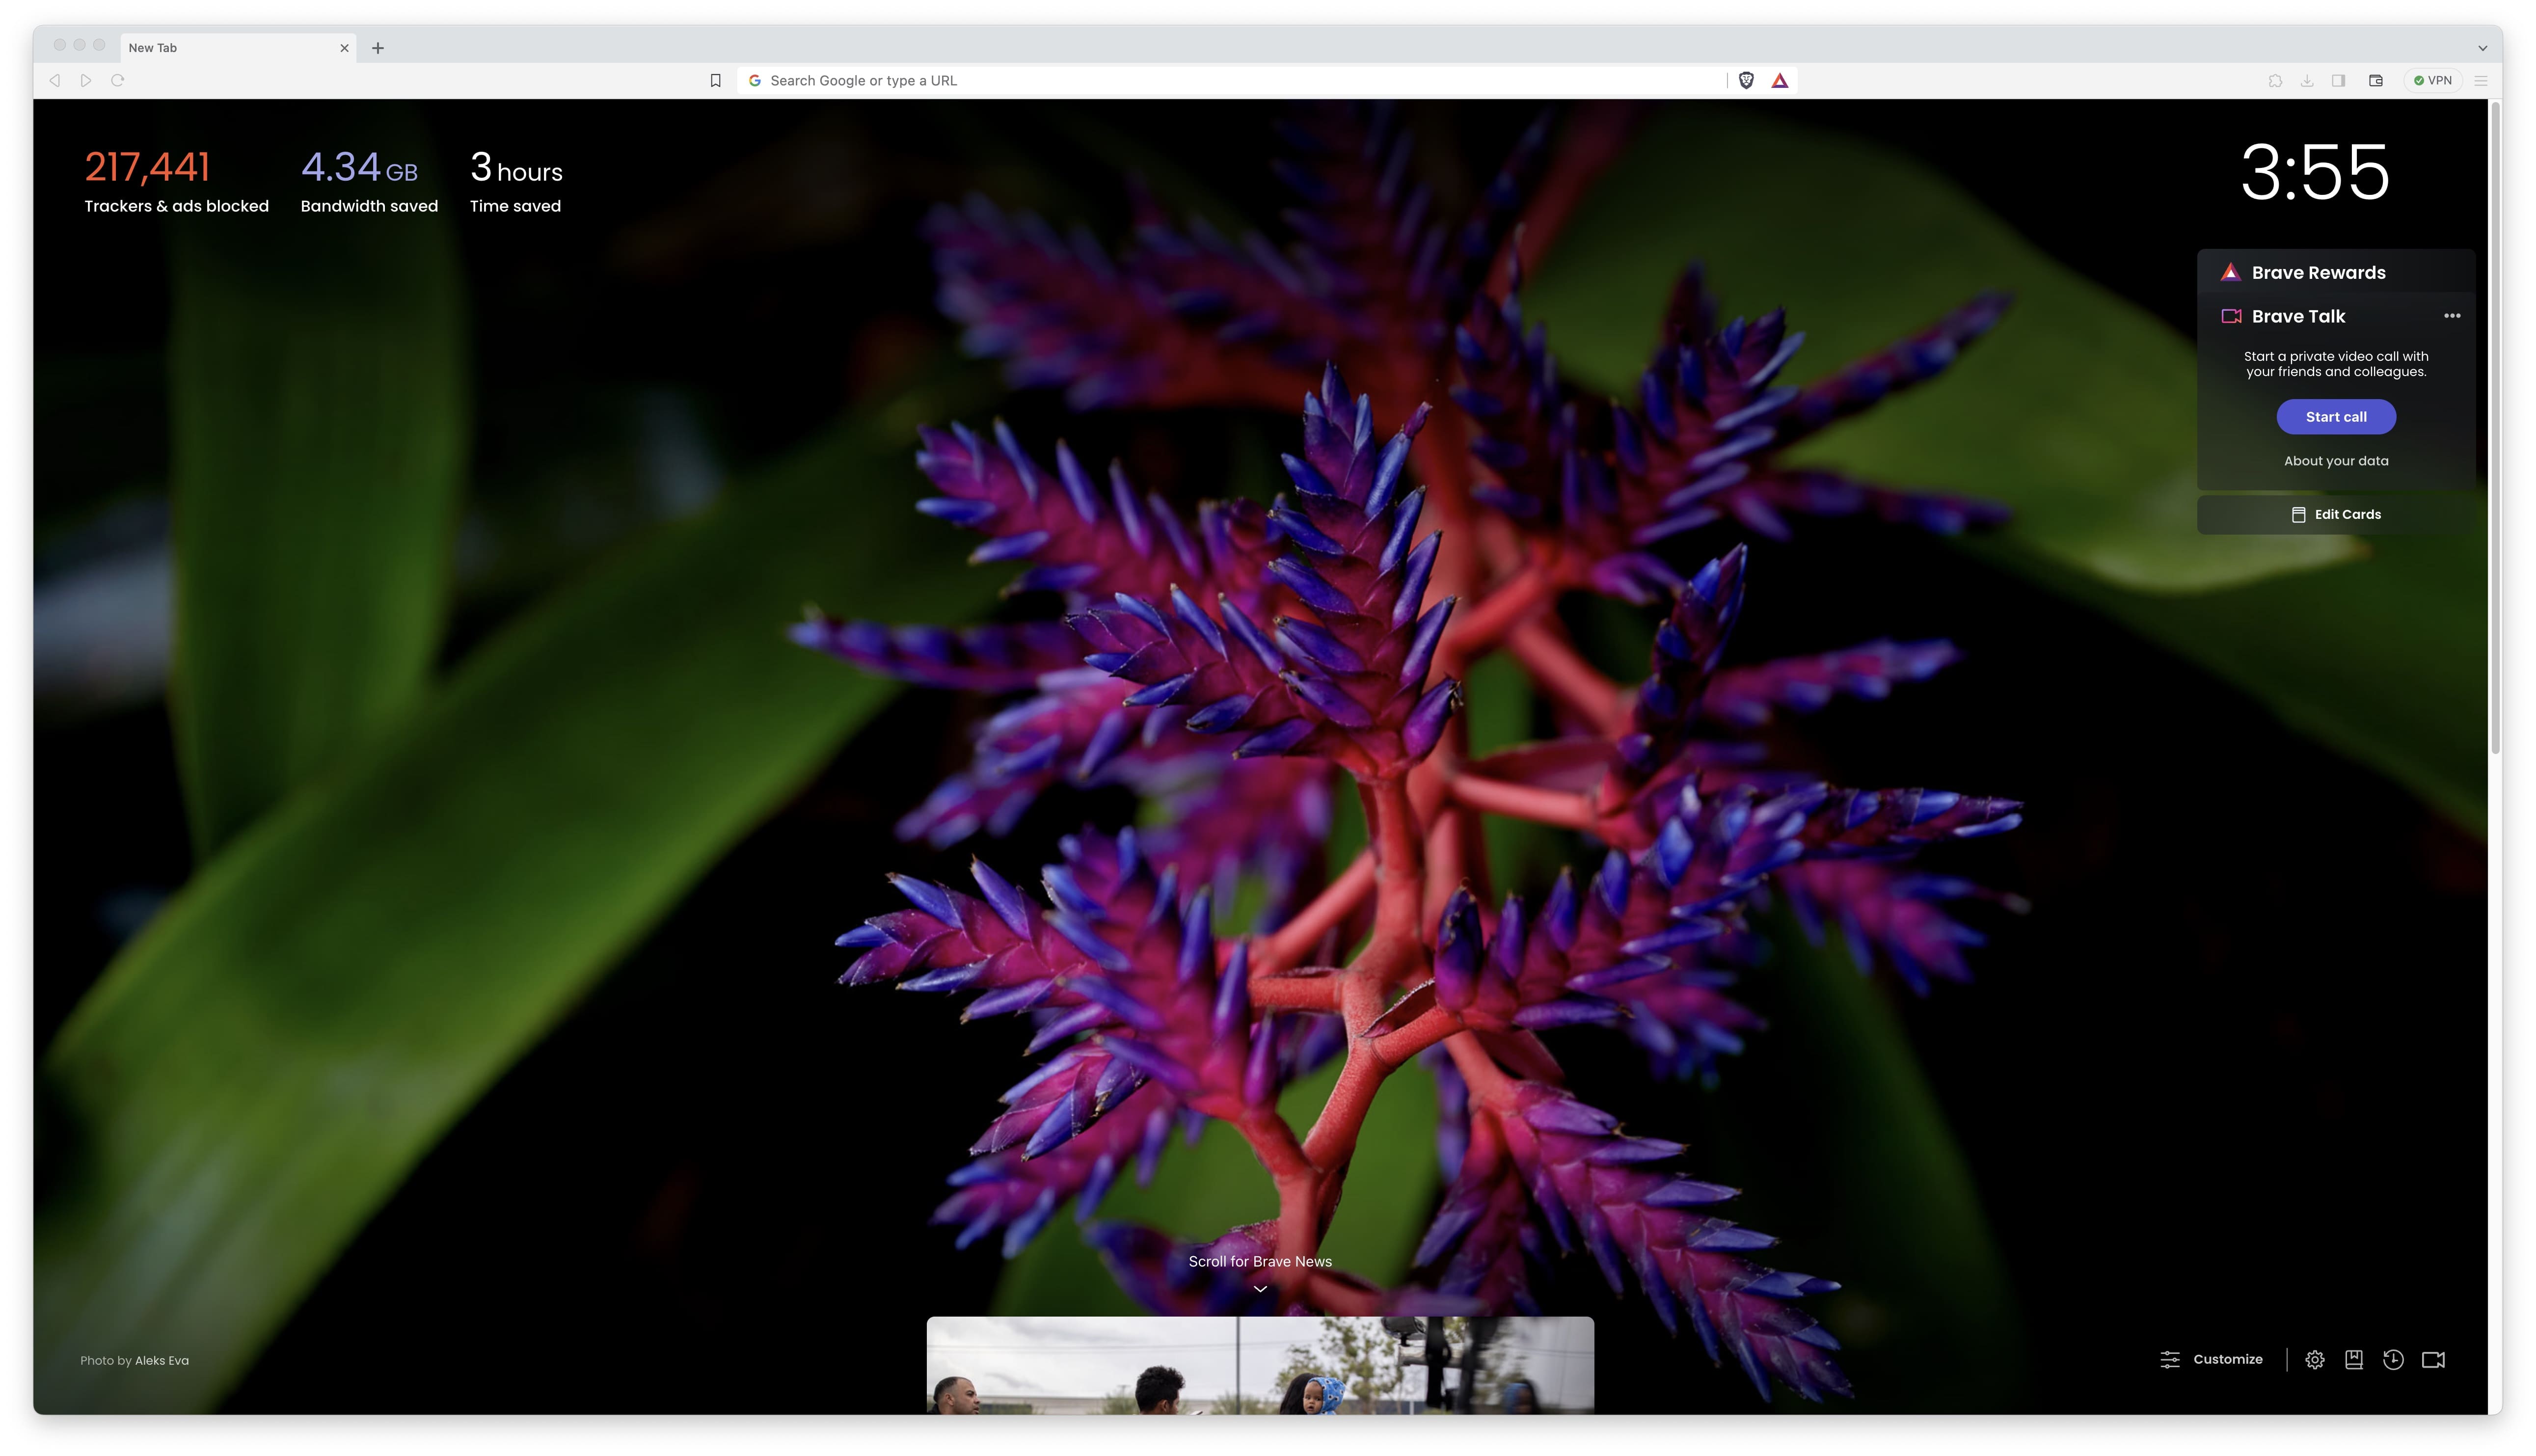 New Tab
Search Google or type a URL
VPN
217,441
Trackers & ads blocked
4.34 GB
Bandwidth saved
3 hours
Time saved
3:55
Brave Rewards
Brave Talk
Start a private video call with
your friends and colleagues.
Start call
About your data
Edit Cards
Scroll for Brave News
Photo by Aleks Eva
Customize